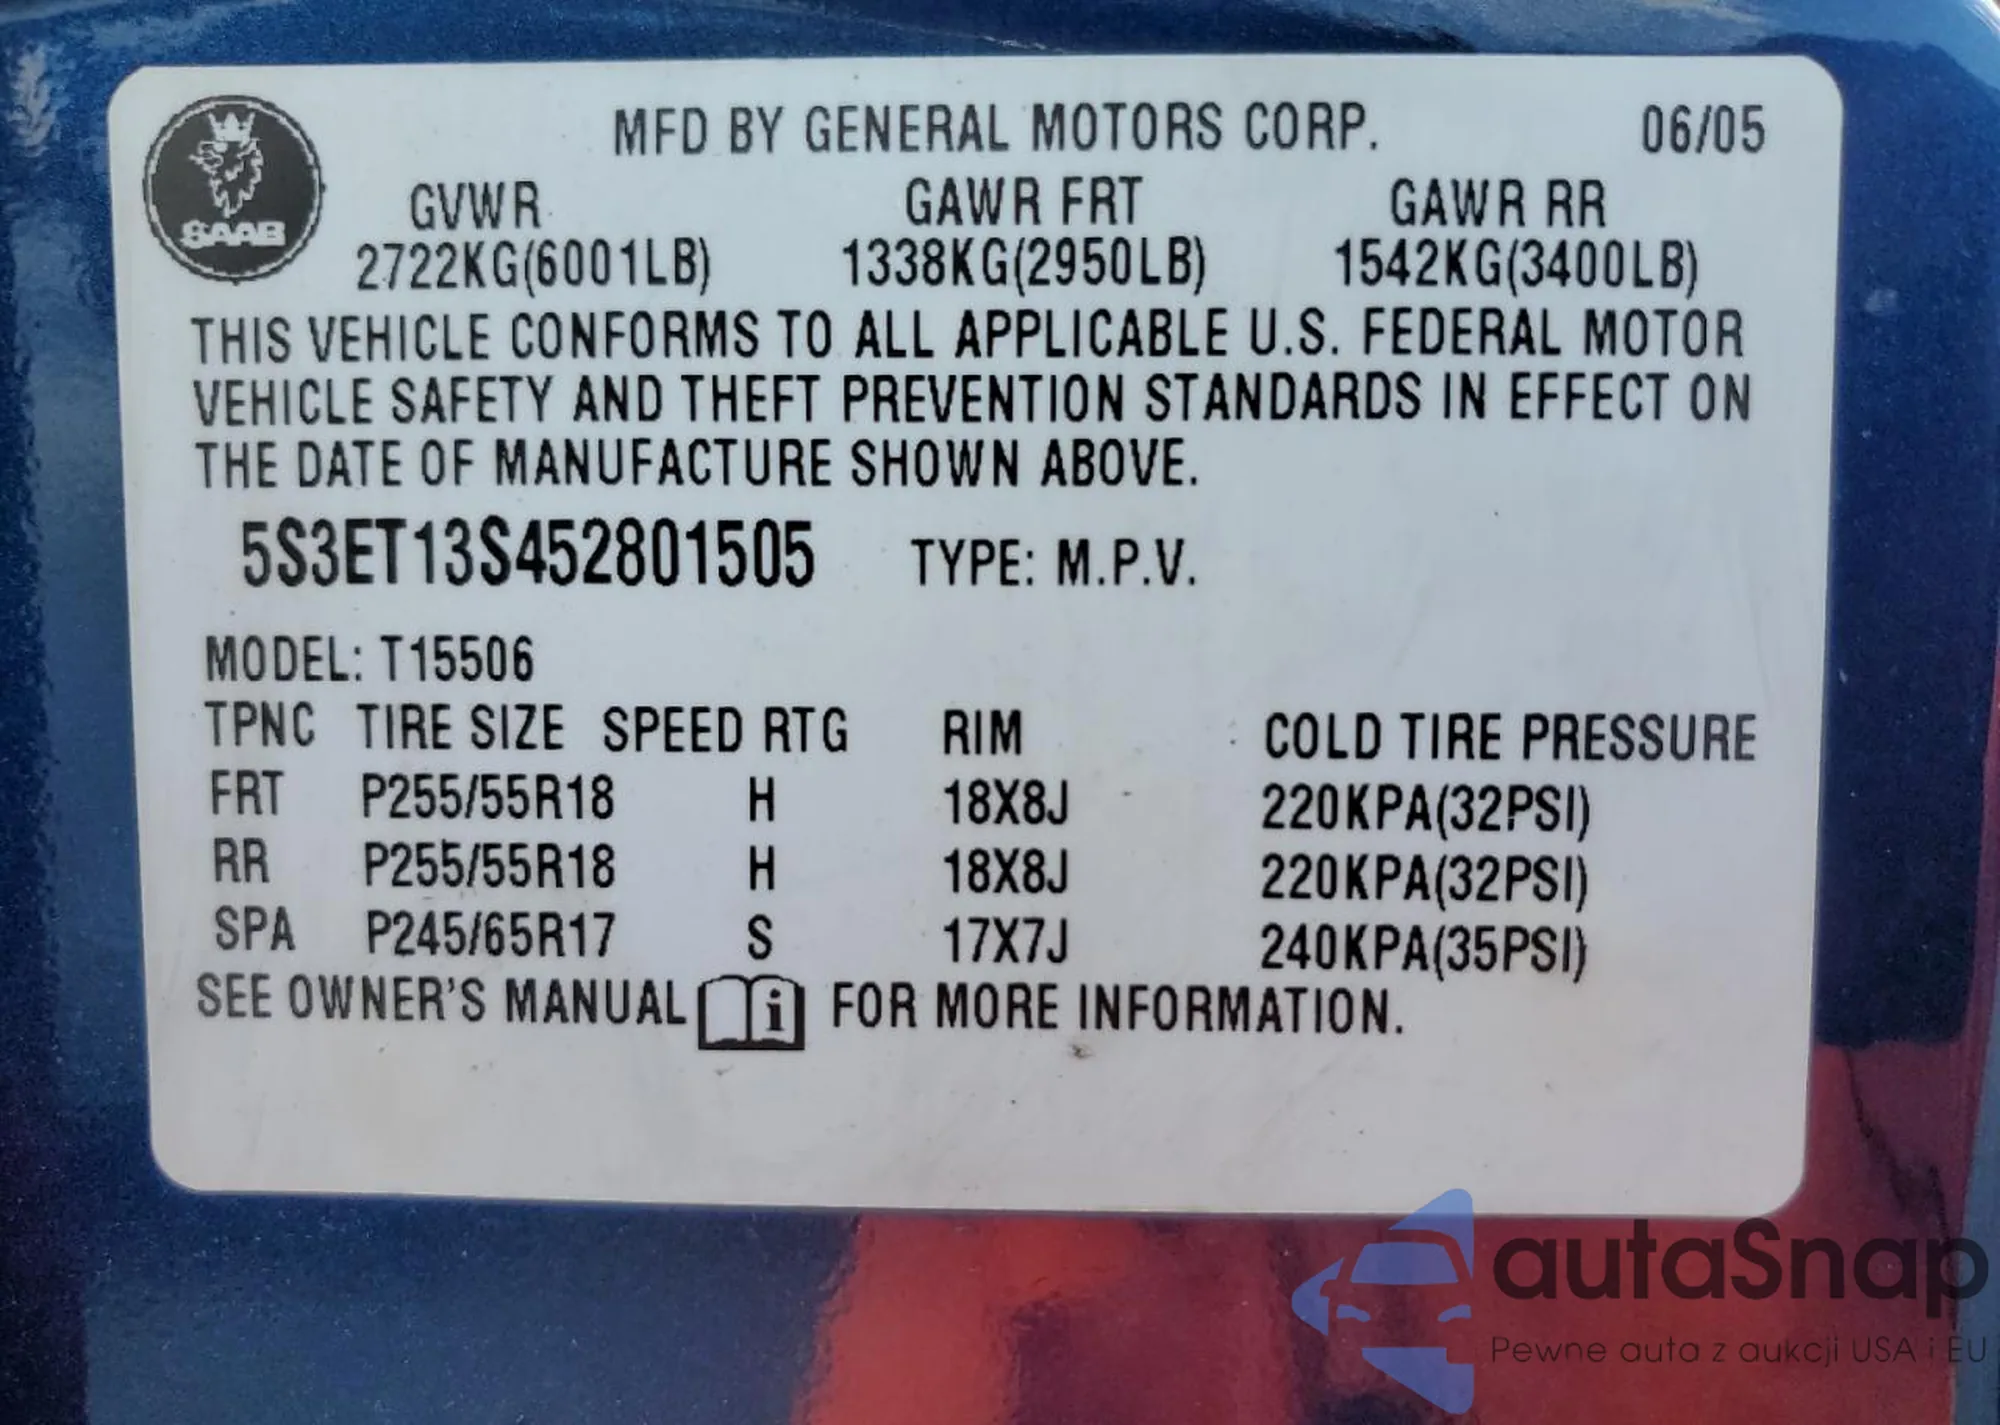 SAAB
MFD BY GENERAL MOTORS CORP. 06/05
GVWR GAWR FRT GAWR RR
2722KG(6001LB) 1338KG(2950LB) 1542KG(3400LB)
THIS VEHICLE CONFORMS TO ALL APPLICABLE U.S. FEDERAL MOTOR
VEHICLE SAFETY AND THEFT PREVENTION STANDARDS IN EFFECT ON
THE DATE OF MANUFACTURE SHOWN ABOVE.
5S3ET13S452801505 TYPE: M.P.V.
MODEL: T15506
TPNC TIRE SIZE SPEED RTG RIM COLD TIRE PRESSURE
FRT P255/55R18 H 18X8J 220KPA(32PSI)
RR P255/55R18 H 18X8J 220KPA(32PSI)
SPA P245/65R17 S 17X7J 240KPA(35PSI)
SEE OWNER'S MANUAL i FOR MORE INFORMATION.
autaSnap
Pewne auta z aukcji USA i EU